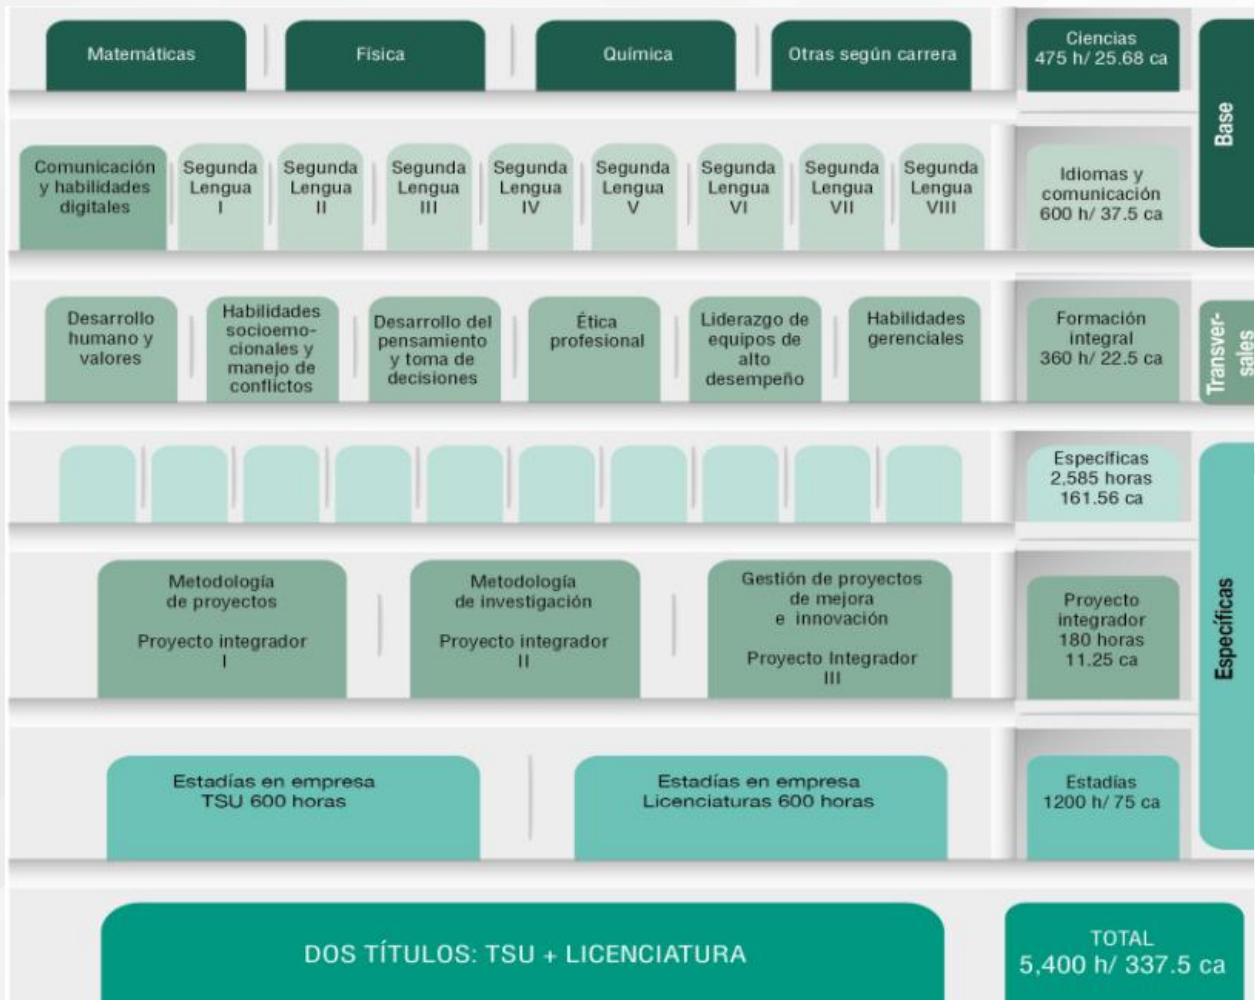 Matemáticas
Física
Química
Otras según carrera
Ciencias
475 h/ 25.68 ca
Base
Comunicación
y habilidades
digitales
Segunda
Lengua
I
Segunda
Lengua
II
Segunda
Lengua
III
Segunda
Lengua
IV
Segunda
Lengua
V
Segunda
Lengua
VI
Segunda
Lengua
VII
Segunda
Lengua
VIII
Idiomas y
comunicación
600 h/ 37.5 ca
Desarrollo
humano y
valores
Habilidades
socioemo-
cionales y
manejo de
conflictos
Desarrollo del
pensamiento
y toma de
decisiones
Ética
profesional
Liderazgo de
equipos de
alto
desempeño
Habilidades
gerenciales
Formación
integral
360 h/ 22.5 ca
Transver-
sales
Específicas
2,585 horas
161.56 ca
Específicas
Metodología
de proyectos
Proyecto integrador
I
Metodología
de investigación
Proyecto integrador
II
Gestión de proyectos
de mejora
e innovación
Proyecto Integrador
III
Proyecto
integrador
180 horas
11.25 ca
Estadías en empresa
TSU 600 horas
Estadías en empresa
Licenciaturas 600 horas
Estadías
1200 h/ 75 ca
DOS TÍTULOS: TSU + LICENCIATURA
TOTAL
5,400 h/ 337.5 ca